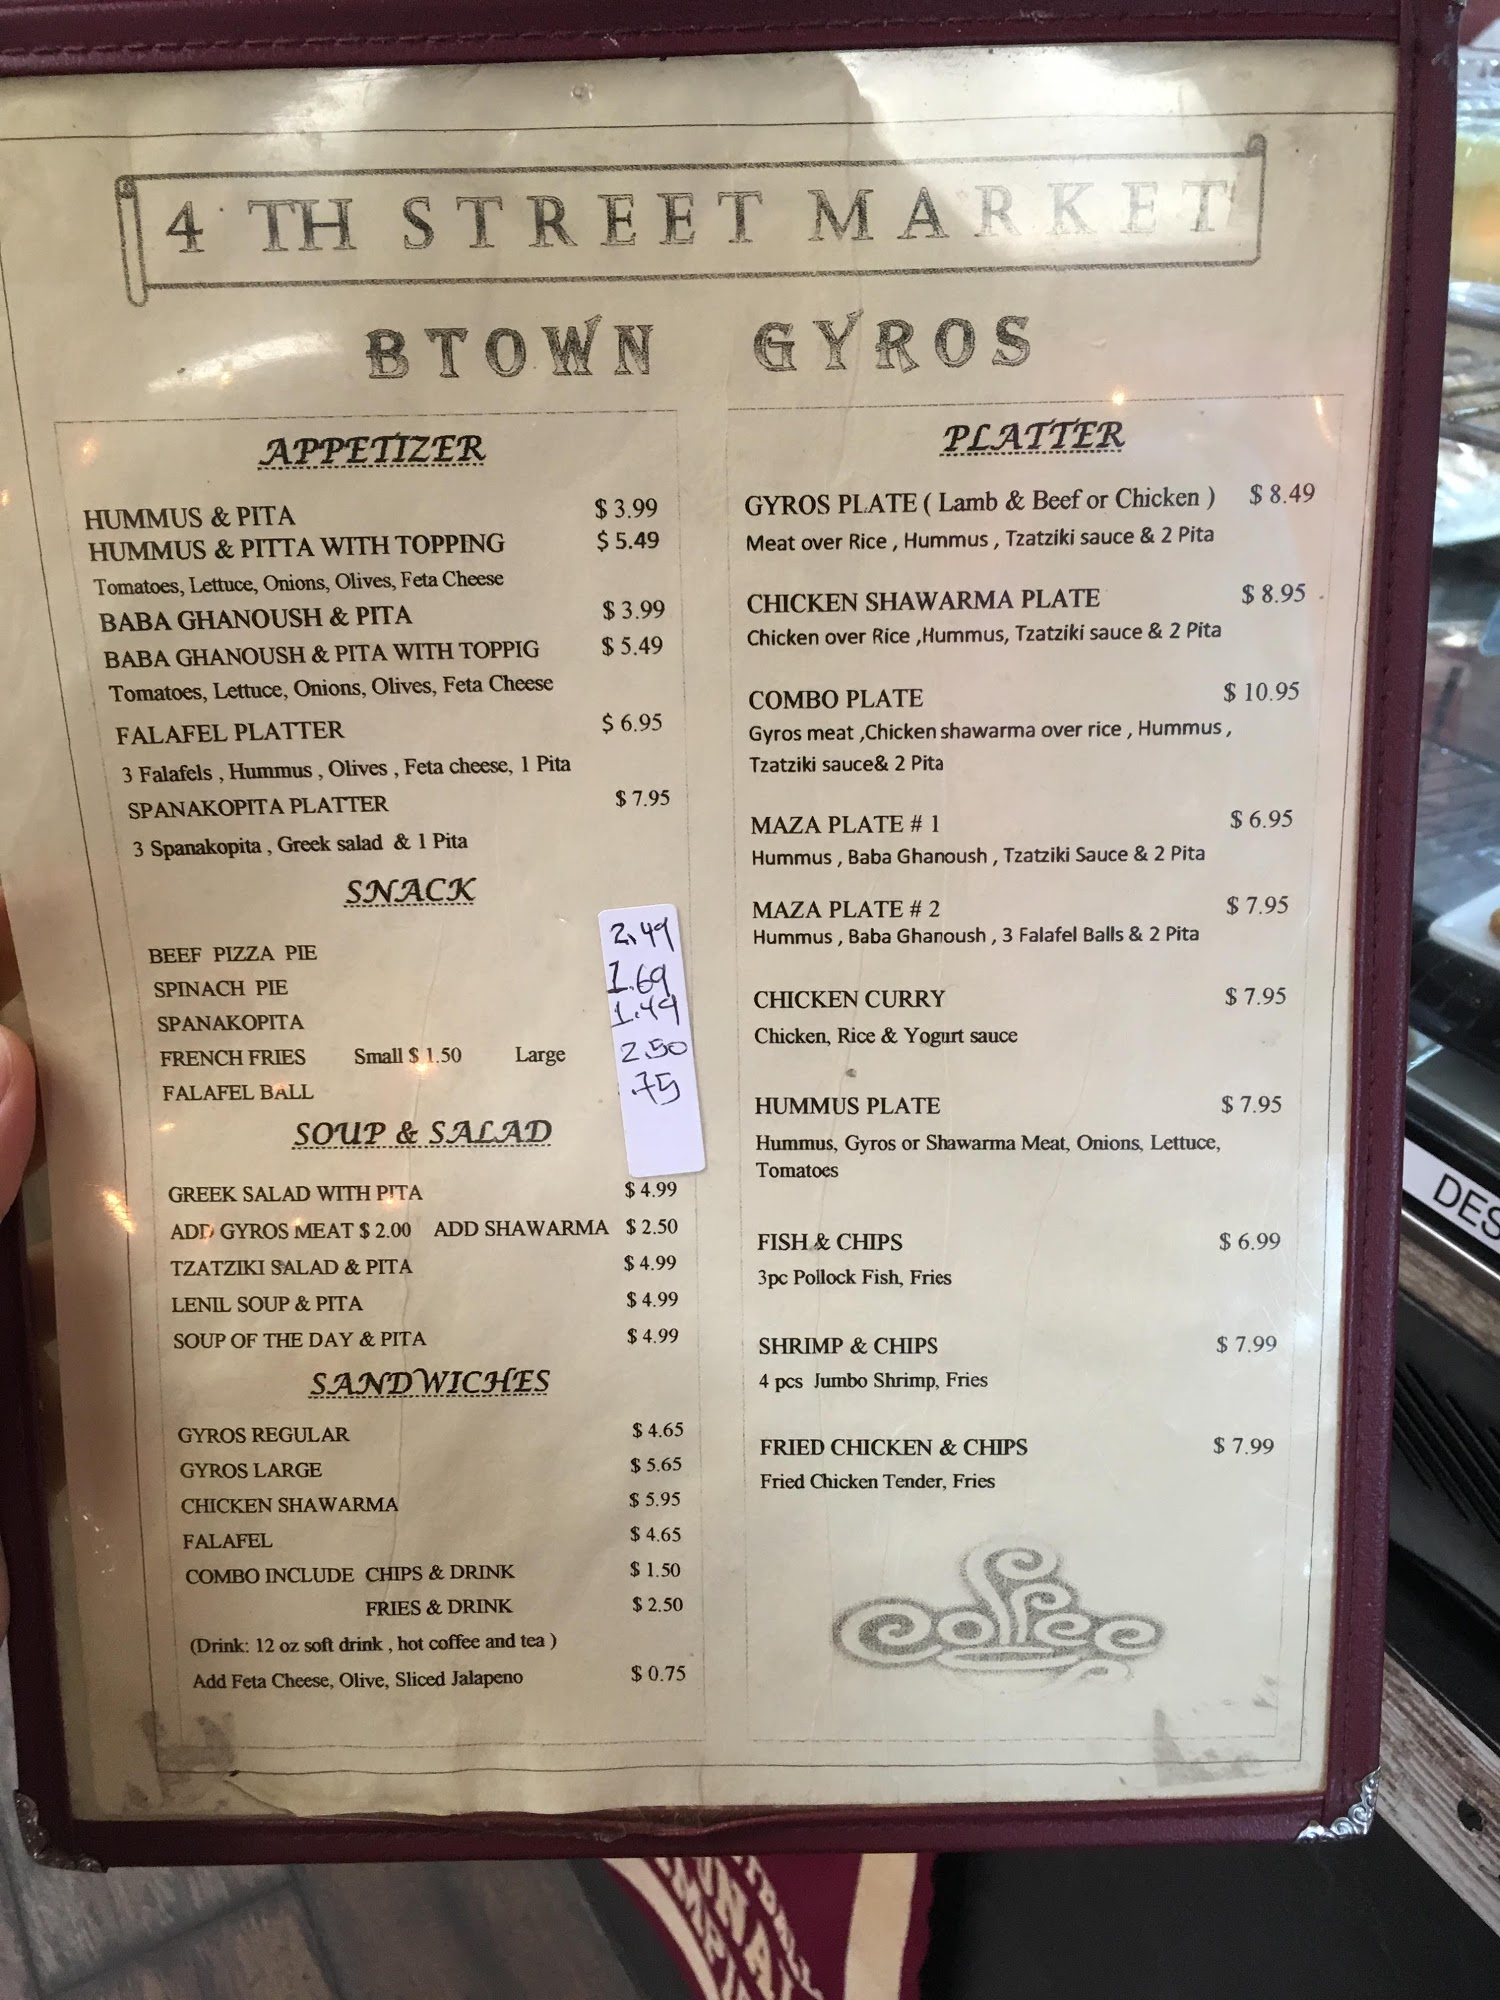 4 TH STREET MARKET
BTOWN GYROS
APPETIZER
HUMMUS & PITA $ 3.99
HUMMUS & PITTA WITH TOPPING $ 5.49
Tomatoes, Lettuce, Onions, Olives, Feta Cheese
BABA GHANOUSH & PITA $ 3.99
BABA GHANOUSH & PITA WITH TOPPIG $ 5.49
Tomatoes, Lettuce, Onions, Olives, Feta Cheese
FALAFEL PLATTER $ 6.95
3 Falafels , Hummus , Olives , Feta cheese, 1 Pita
SPANAKOPITA PLATTER $ 7.95
3 Spanakopita , Greek salad & 1 Pita
SNACK
BEEF PIZZA PIE 2.49
SPINACH PIE 1.69
SPANAKOPITA 1.49
FRENCH FRIES Small $ 1.50 Large 2.50
FALAFEL BALL .75
SOUP & SALAD
GREEK SALAD WITH PITA $ 4.99
ADD GYROS MEAT $ 2.00 ADD SHAWARMA $ 2.50
TZATZIKI SALAD & PITA $ 4.99
LENIL SOUP & PITA $ 4.99
SOUP OF THE DAY & PITA $ 4.99
SANDWICHES
GYROS REGULAR $ 4.65
GYROS LARGE $ 5.65
CHICKEN SHAWARMA $ 5.95
FALAFEL $ 4.65
COMBO INCLUDE CHIPS & DRINK $ 1.50
FRIES & DRINK $ 2.50
(Drink: 12 oz soft drink , hot coffee and tea )
Add Feta Cheese, Olive, Sliced Jalapeno $ 0.75
PLATTER
GYROS PLATE ( Lamb & Beef or Chicken ) $ 8.49
Meat over Rice , Hummus , Tzatziki sauce & 2 Pita
CHICKEN SHAWARMA PLATE $ 8.95
Chicken over Rice ,Hummus, Tzatziki sauce & 2 Pita
COMBO PLATE $ 10.95
Gyros meat ,Chicken shawarma over rice , Hummus ,
Tzatziki sauce& 2 Pita
MAZA PLATE # 1 $ 6.95
Hummus , Baba Ghanoush , Tzatziki Sauce & 2 Pita
MAZA PLATE # 2 $ 7.95
Hummus , Baba Ghanoush , 3 Falafel Balls & 2 Pita
CHICKEN CURRY $ 7.95
Chicken, Rice & Yogurt sauce
HUMMUS PLATE $ 7.95
Hummus, Gyros or Shawarma Meat, Onions, Lettuce,
Tomatoes
FISH & CHIPS $ 6.99
3pc Pollock Fish, Fries
SHRIMP & CHIPS $ 7.99
4 pcs Jumbo Shrimp, Fries
FRIED CHICKEN & CHIPS $ 7.99
Fried Chicken Tender, Fries
Coffee
DES